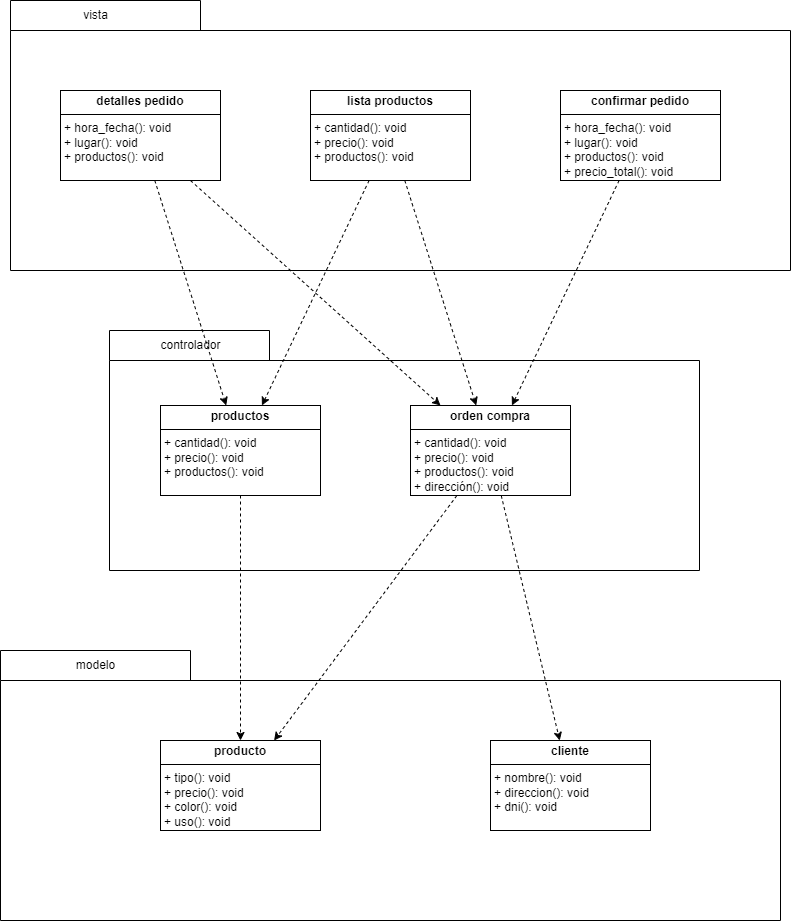 vista
detalles pedido
+ hora_fecha(): void
+ lugar(): void
+ productos(): void
lista productos
+ cantidad(): void
+ precio(): void
+ productos(): void
confirmar pedido
+ hora_fecha(): void
+ lugar(): void
+ productos(): void
+ precio_total(): void
controlador
productos
+ cantidad(): void
+ precio(): void
+ productos(): void
orden compra
+ cantidad(): void
+ precio(): void
+ productos(): void
+ dirección(): void
modelo
producto
+ tipo(): void
+ precio(): void
+ color(): void
+ uso(): void
cliente
+ nombre(): void
+ direccion(): void
+ dni(): void